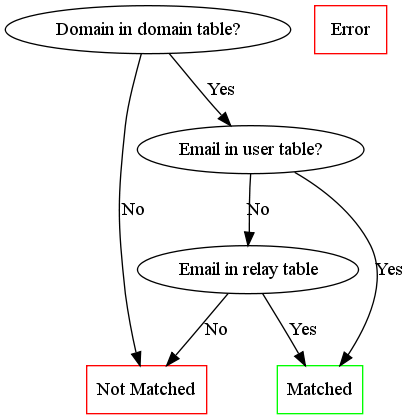 Domain in domain table?
Error
Yes
Email in user table?
No
No
Email in relay table
Yes
No
Yes
Not Matched
Matched